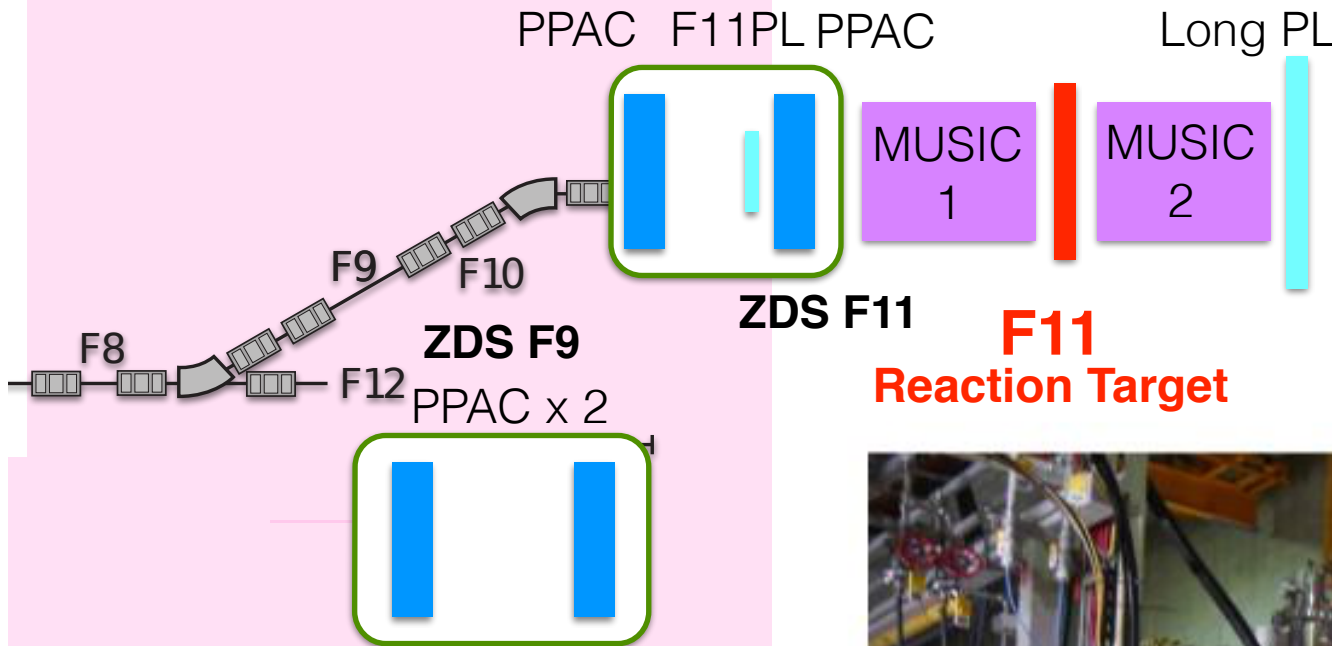 PPAC F11PL PPAC Long PL
MUSIC
1
MUSIC
2
F9
F10
ZDS F11
F11
Reaction Target
F8
ZDS F9
F12
PPAC x 2